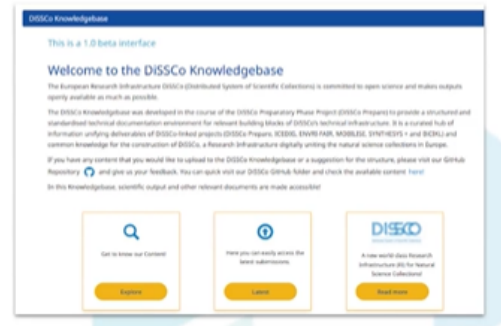 DiSSCo Knowledgebase
This is a 1.0 beta interface
Welcome to the DiSSCo Knowledgebase
The European Research Infrastructure DiSSCo (Distributed System of Scientific Collections) is committed to open science and makes outputs
openly available as much as possible.
The DiSSCo Knowledgebase was developed in the course of the DiSSCo Preparatory Phase Project (DiSSCo Prepare) to provide a structured and
standardised technical documentation environment for relevant building blocks of DiSSCo's technical infrastructure. It is a curated hub of
information unifying deliverables of DiSSCo-linked projects (DiSSCo Prepare, ICEDIG, ENVRI-FAIR, MOBILISE, SYNTHESYS + and BiCIKL) and
common knowledge for the construction of DiSSCo, a Research Infrastructure digitally uniting the natural science collections in Europe.
If you have any content that you would like to upload to the DiSSCo Knowledgebase or a suggestion for the structure, please visit our GitHub
Repository and give us your feedback. You can quick visit our DiSSCo GitHub folder and check the available content here!
In this Knowledgebase, scientific output and other relevant documents are made accessible!
Get to know our Content!
Explore
Here you can easily access the
latest submissions.
Latest
DISSCO
A new world-class Research
Infrastructure (RI) for Natural
Science Collections!
Read more